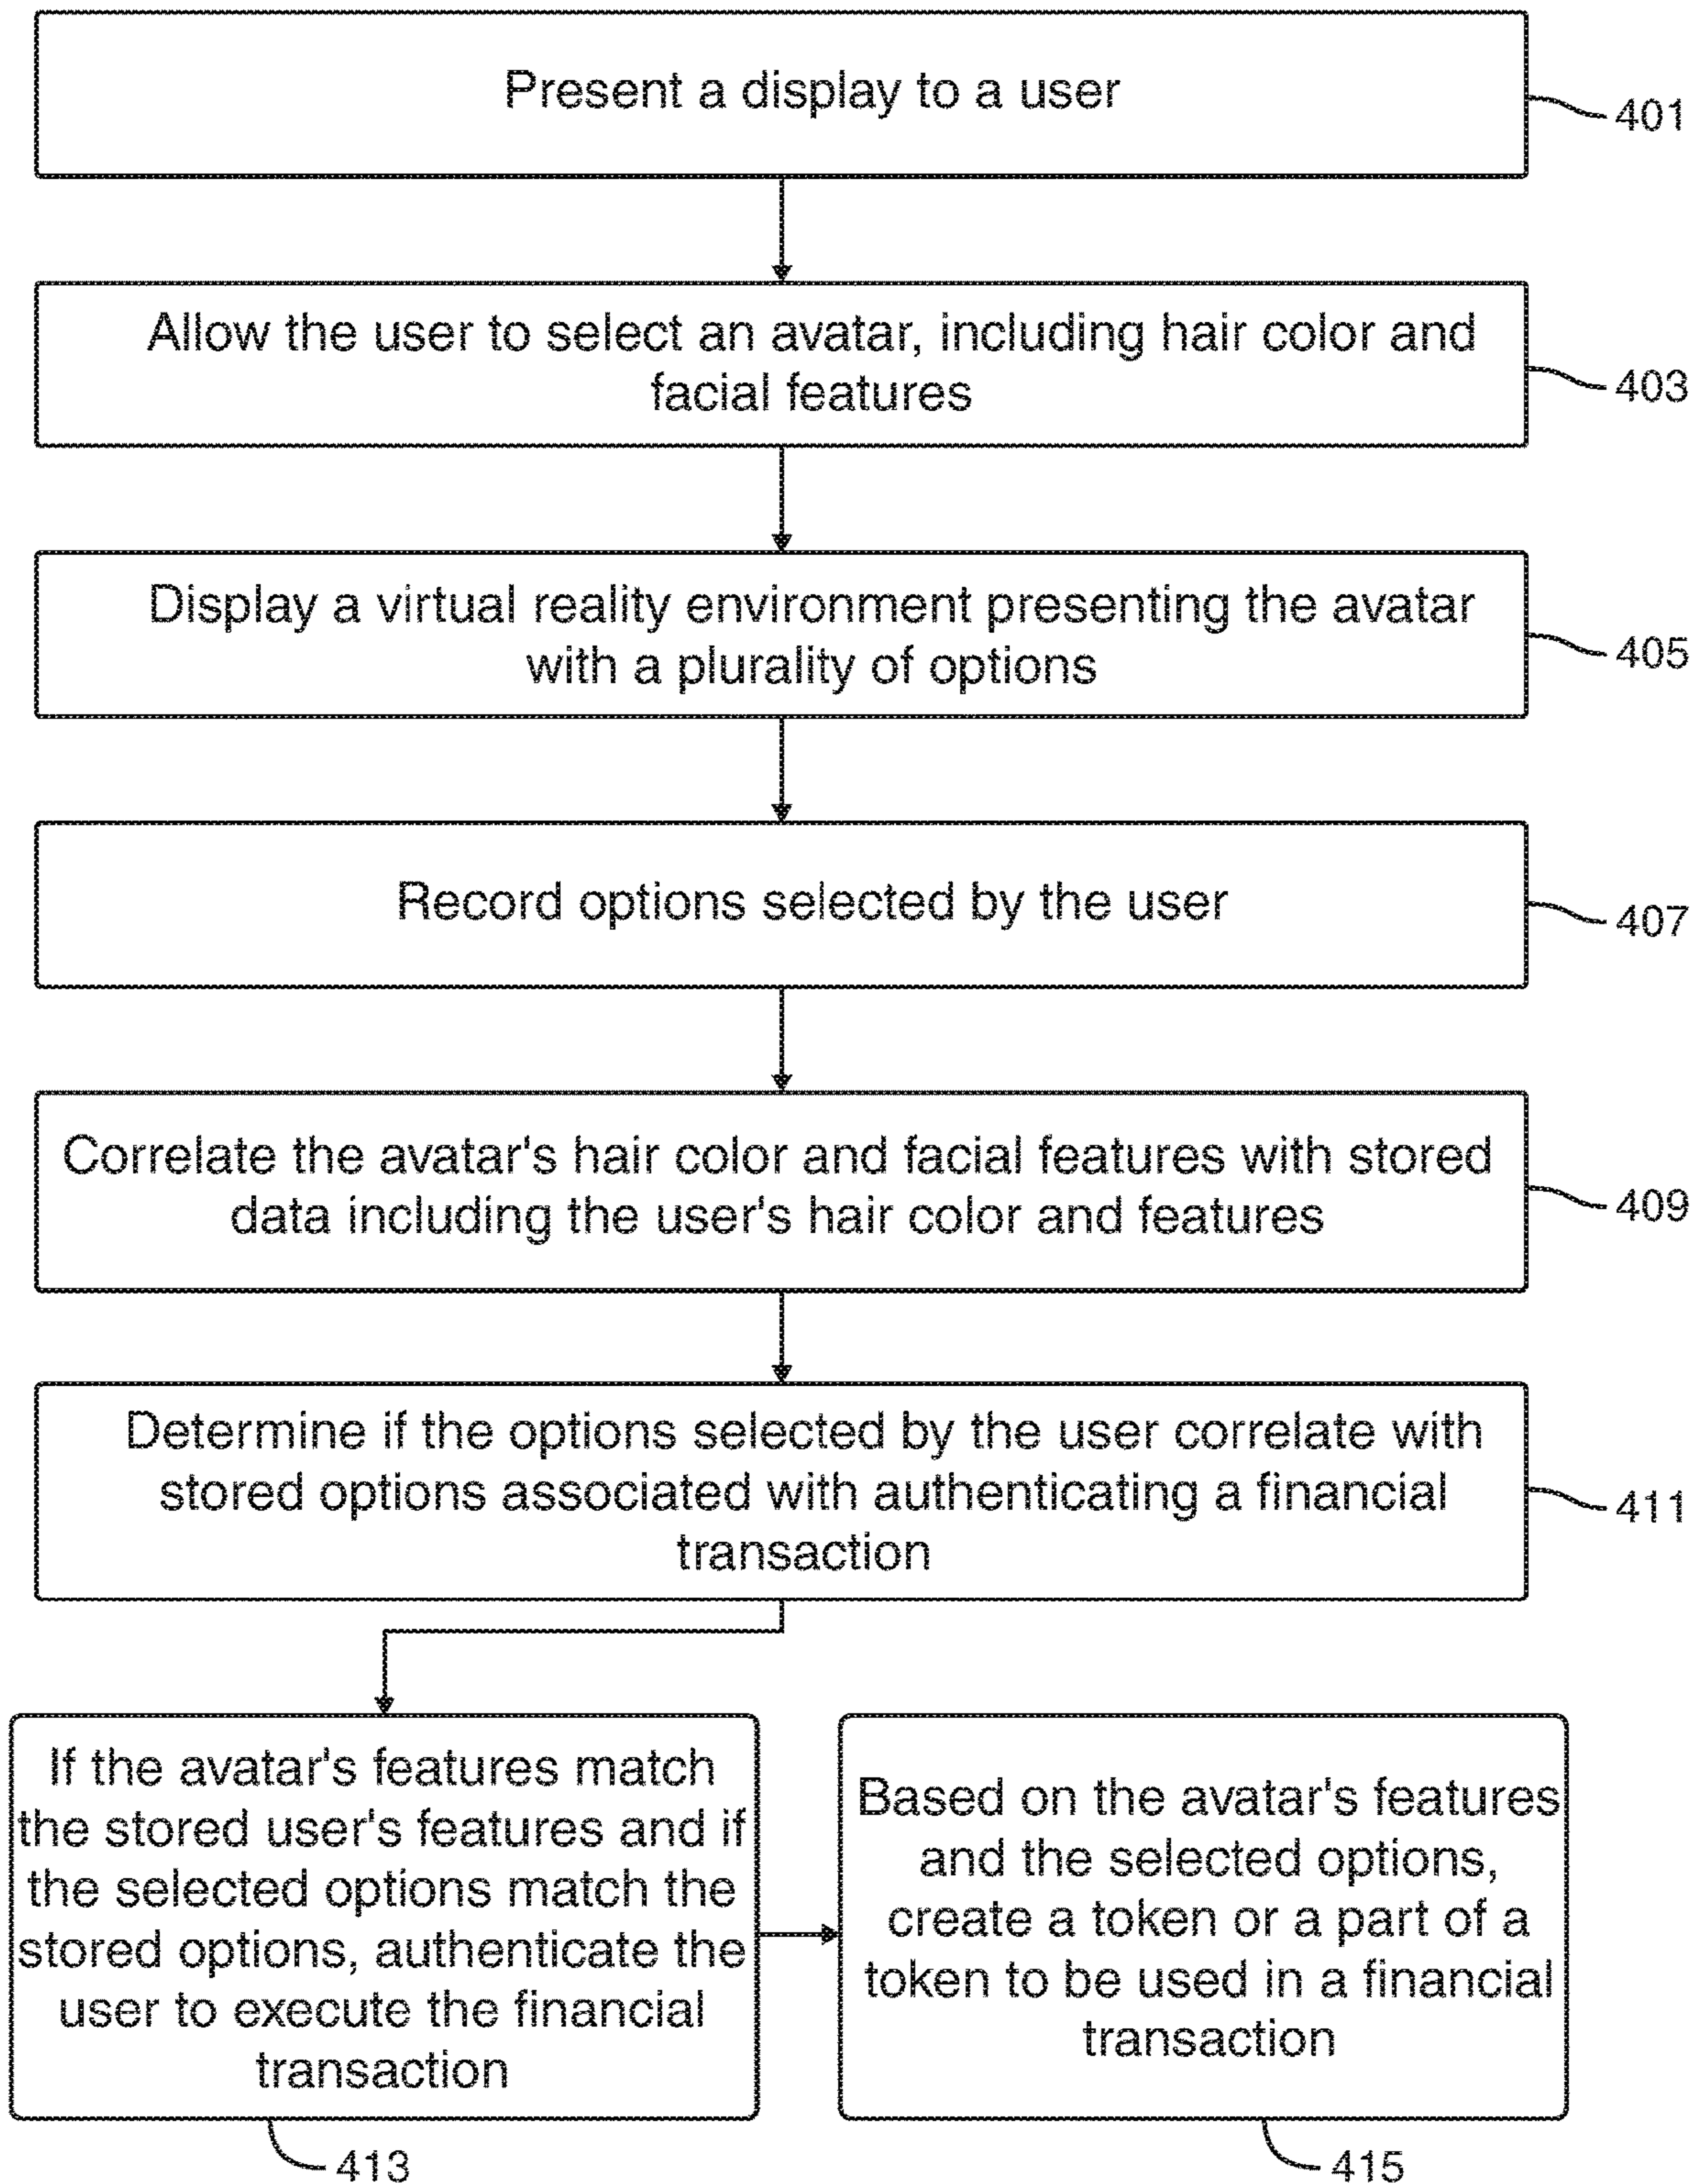 Present a display to a user
401
Allow the user to select an avatar, including hair color and
facial features
403
Display a virtual reality environment presenting the avatar
with a plurality of options
405
Record options selected by the user
407
Correlate the avatar's hair color and facial features with stored
data including the user's hair color and features
409
Determine if the options selected by the user correlate with
stored options associated with authenticating a financial
transaction
411
If the avatar's features match
the stored user's features and if
the selected options match the
stored options, authenticate the
user to execute the financial
transaction
413
Based on the avatar's features
and the selected options,
create a token or a part of a
token to be used in a financial
transaction
415